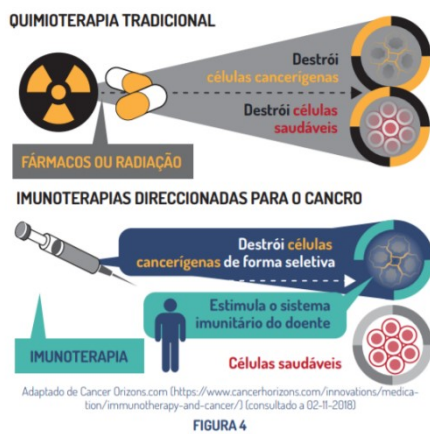 QUIMIOTERAPIA TRADICIONAL
Destrói
células cancerígenas
Destrói células
saudáveis
FÁRMACOS OU RADIAÇÃO
IMUNOTERAPIAS DIRECCIONADAS PARA O CANCRO
Destrói células
cancerígenas de forma seletiva
Estimula o sistema
imunitário do doente
IMUNOTERAPIA
Células saudáveis
Adaptado de Cancer Orizons.com (https://www.cancerhorizons.com/innovations/medica-
tion/immunotherapy-and-cancer/) (consultado a 02-11-2018)
FIGURA 4